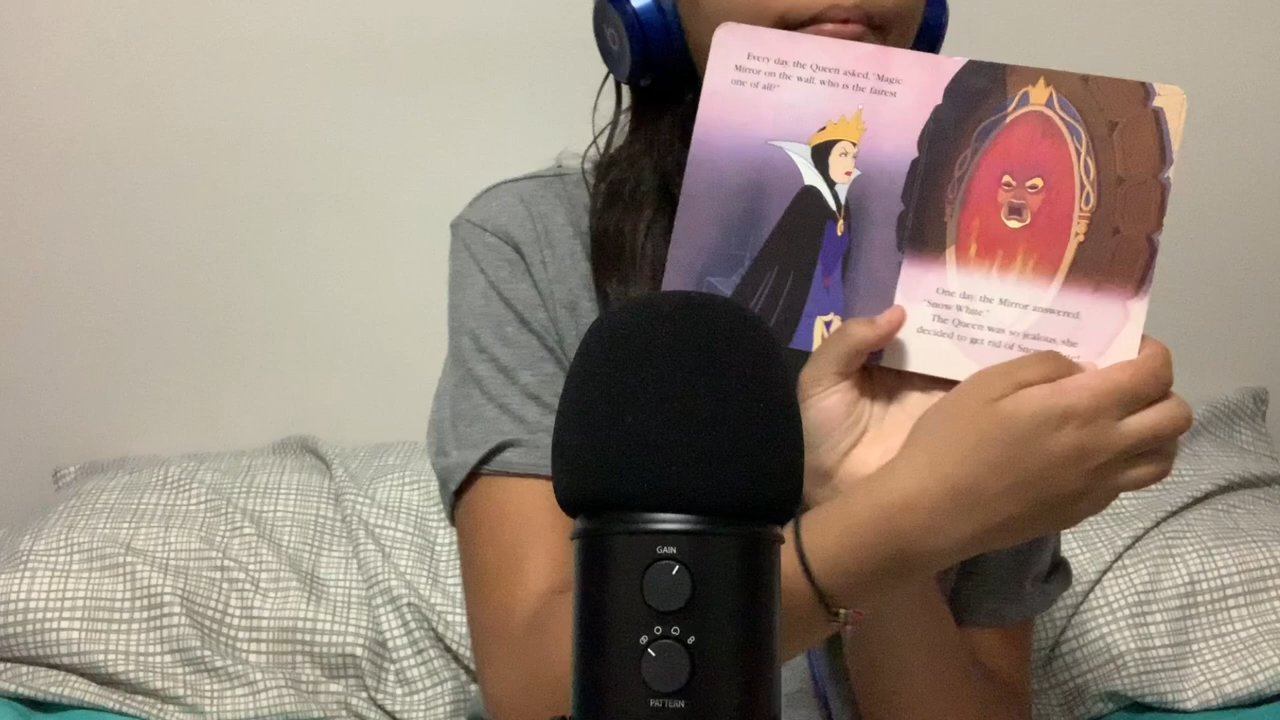 Every day, the Queen asked, "Magic
Mirror on the wall, who is the fairest
one of all?"
One day, the Mirror answered,
"Snow White."
The Queen was so jealous, she
decided to get rid of Snow
GAIN
PATTERN